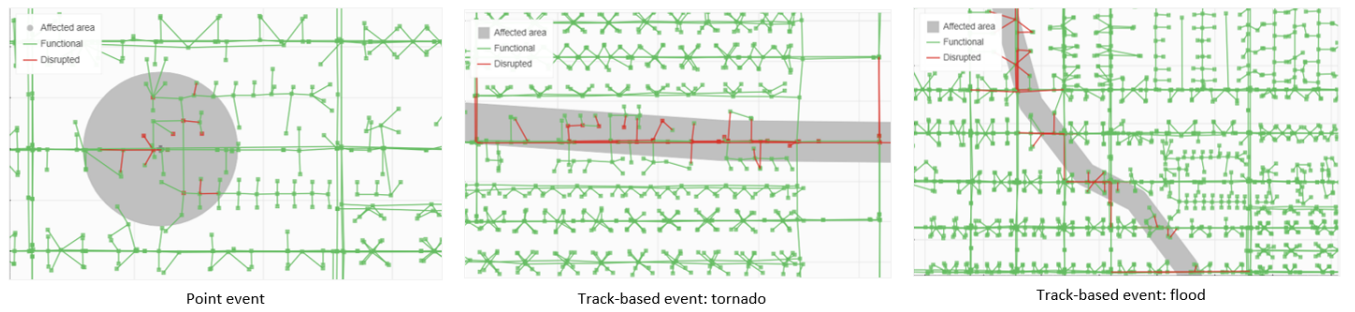 Affected area
Functional
Disrupted
Affected area
Functional
Disrupted
Affected area
Functional
Disrupted
Point event
Track-based event: tornado
Track-based event: flood